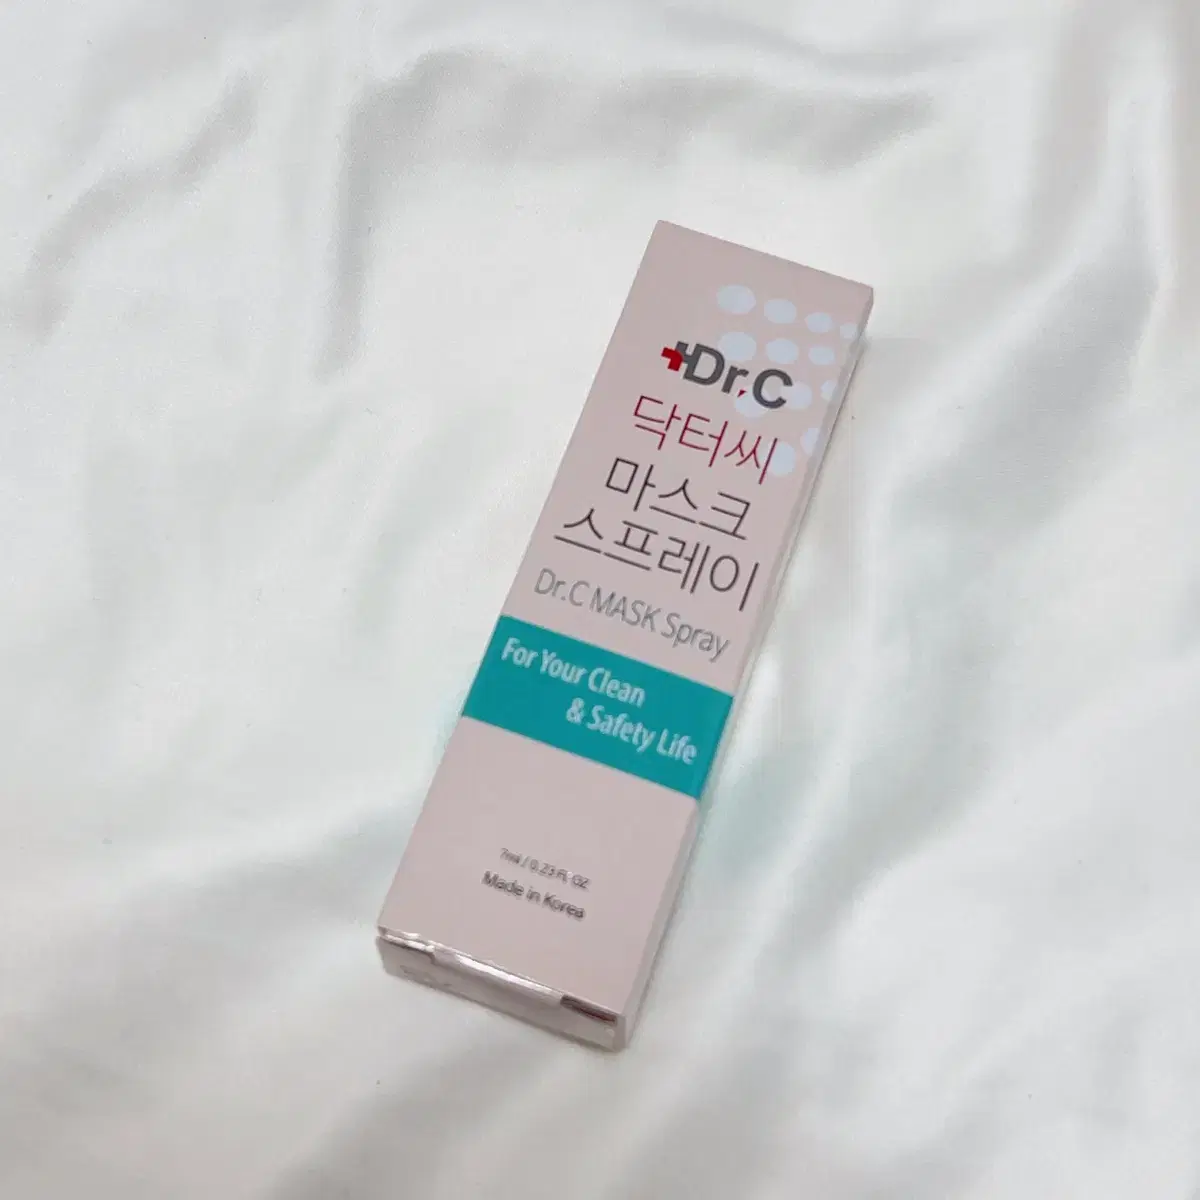 Dr.C
닥터씨
마스크
스프레이
Dr.C MASK Spray
For Your Clean
& Safety Life
7ml / 0.23 FL OZ
Made in Korea